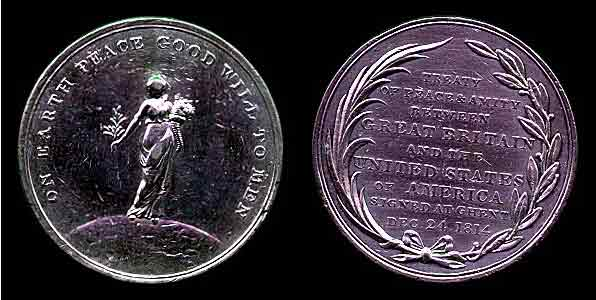 ON EARTH PEACE GOOD WILL TO MEN
TREATY
OF PEACE & AMITY
BETWEEN
GREAT BRITAIN
AND THE
UNITED STATES
OF AMERICA
SIGNED AT GHENT
DEC. 24. 1814